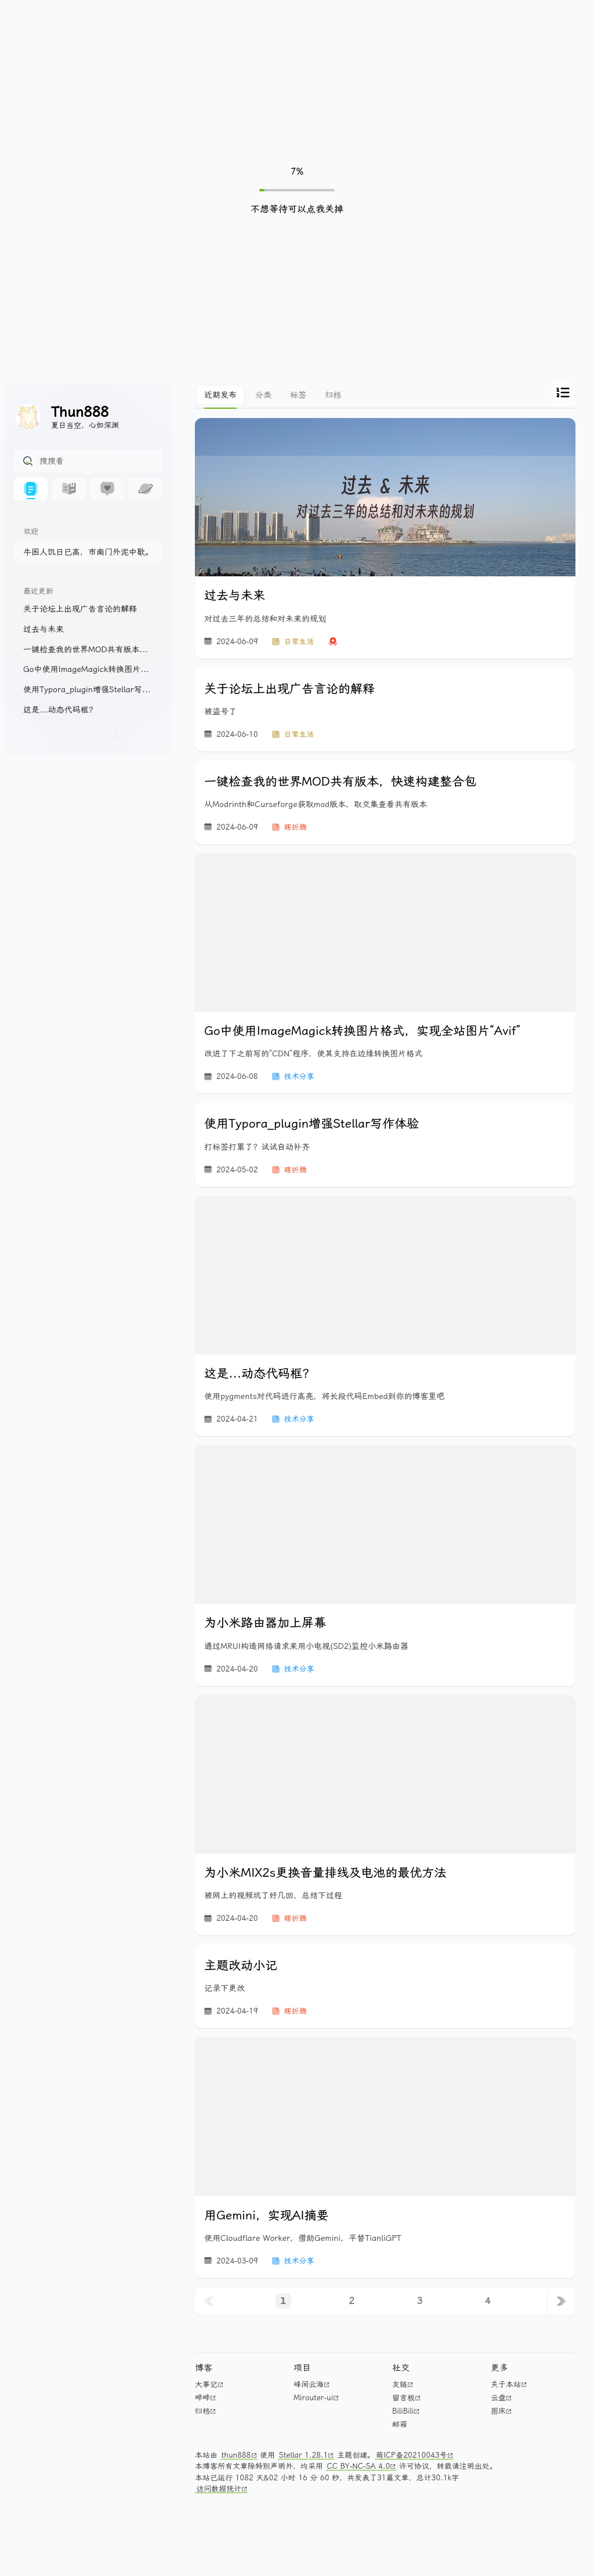 7%
不想等待可以点我关掉
Thun888
夏日当空，心如深渊
搜搜看
欢迎
牛困人饥日已高，市南门外泥中歇。
最近更新
关于论坛上出现广告言论的解释
过去与未来
一键检查我的世界MOD共有版本...
Go中使用ImageMagick转换图片...
使用Typora_plugin增强Stellar写...
这是...动态代码框？
近期发布 分类 标签 归档
过去 & 未来
对过去三年的总结和对未来的规划
过去与未来
对过去三年的总结和对未来的规划
2024-06-09 日常生活
关于论坛上出现广告言论的解释
被盗号了
2024-06-10 日常生活
一键检查我的世界MOD共有版本，快速构建整合包
从Modrinth和Curseforge获取mod版本，取交集查看共有版本
2024-06-09 瞎折腾
Go中使用ImageMagick转换图片格式，实现全站图片“Avif”
改进了下之前写的“CDN”程序，使其支持在边缘转换图片格式
2024-06-08 技术分享
使用Typora_plugin增强Stellar写作体验
打标签打累了？试试自动补齐
2024-05-02 瞎折腾
这是...动态代码框？
使用pygments对代码进行高亮，将长段代码Embed到你的博客里吧
2024-04-21 技术分享
为小米路由器加上屏幕
通过MRUI构造网络请求来用小电视(SD2)监控小米路由器
2024-04-20 技术分享
为小米MIX2s更换音量排线及电池的最优方法
被网上的视频坑了好几回，总结下过程
2024-04-20 瞎折腾
主题改动小记
记录下更改
2024-04-19 瞎折腾
用Gemini，实现AI摘要
使用Cloudflare Worker，借助Gemini，平替TianliGPT
2024-03-09 技术分享
1 2 3 4
博客 项目 社交 更多
大事记 峰间云海 友链 关于本站
哔哔 Mirouter-ui 留言板 云盘
归档 BiliBili 图床
邮箱
本站由 thun888 使用 Stellar 1.28.1 主题创建。萌ICP备20210043号
本博客所有文章除特别声明外，均采用 CC BY-NC-SA 4.0 许可协议，转载请注明出处。
本站已运行 1082 天&02 小时 16 分 60 秒，共发表了31篇文章，总计30.1k字
访问数据统计